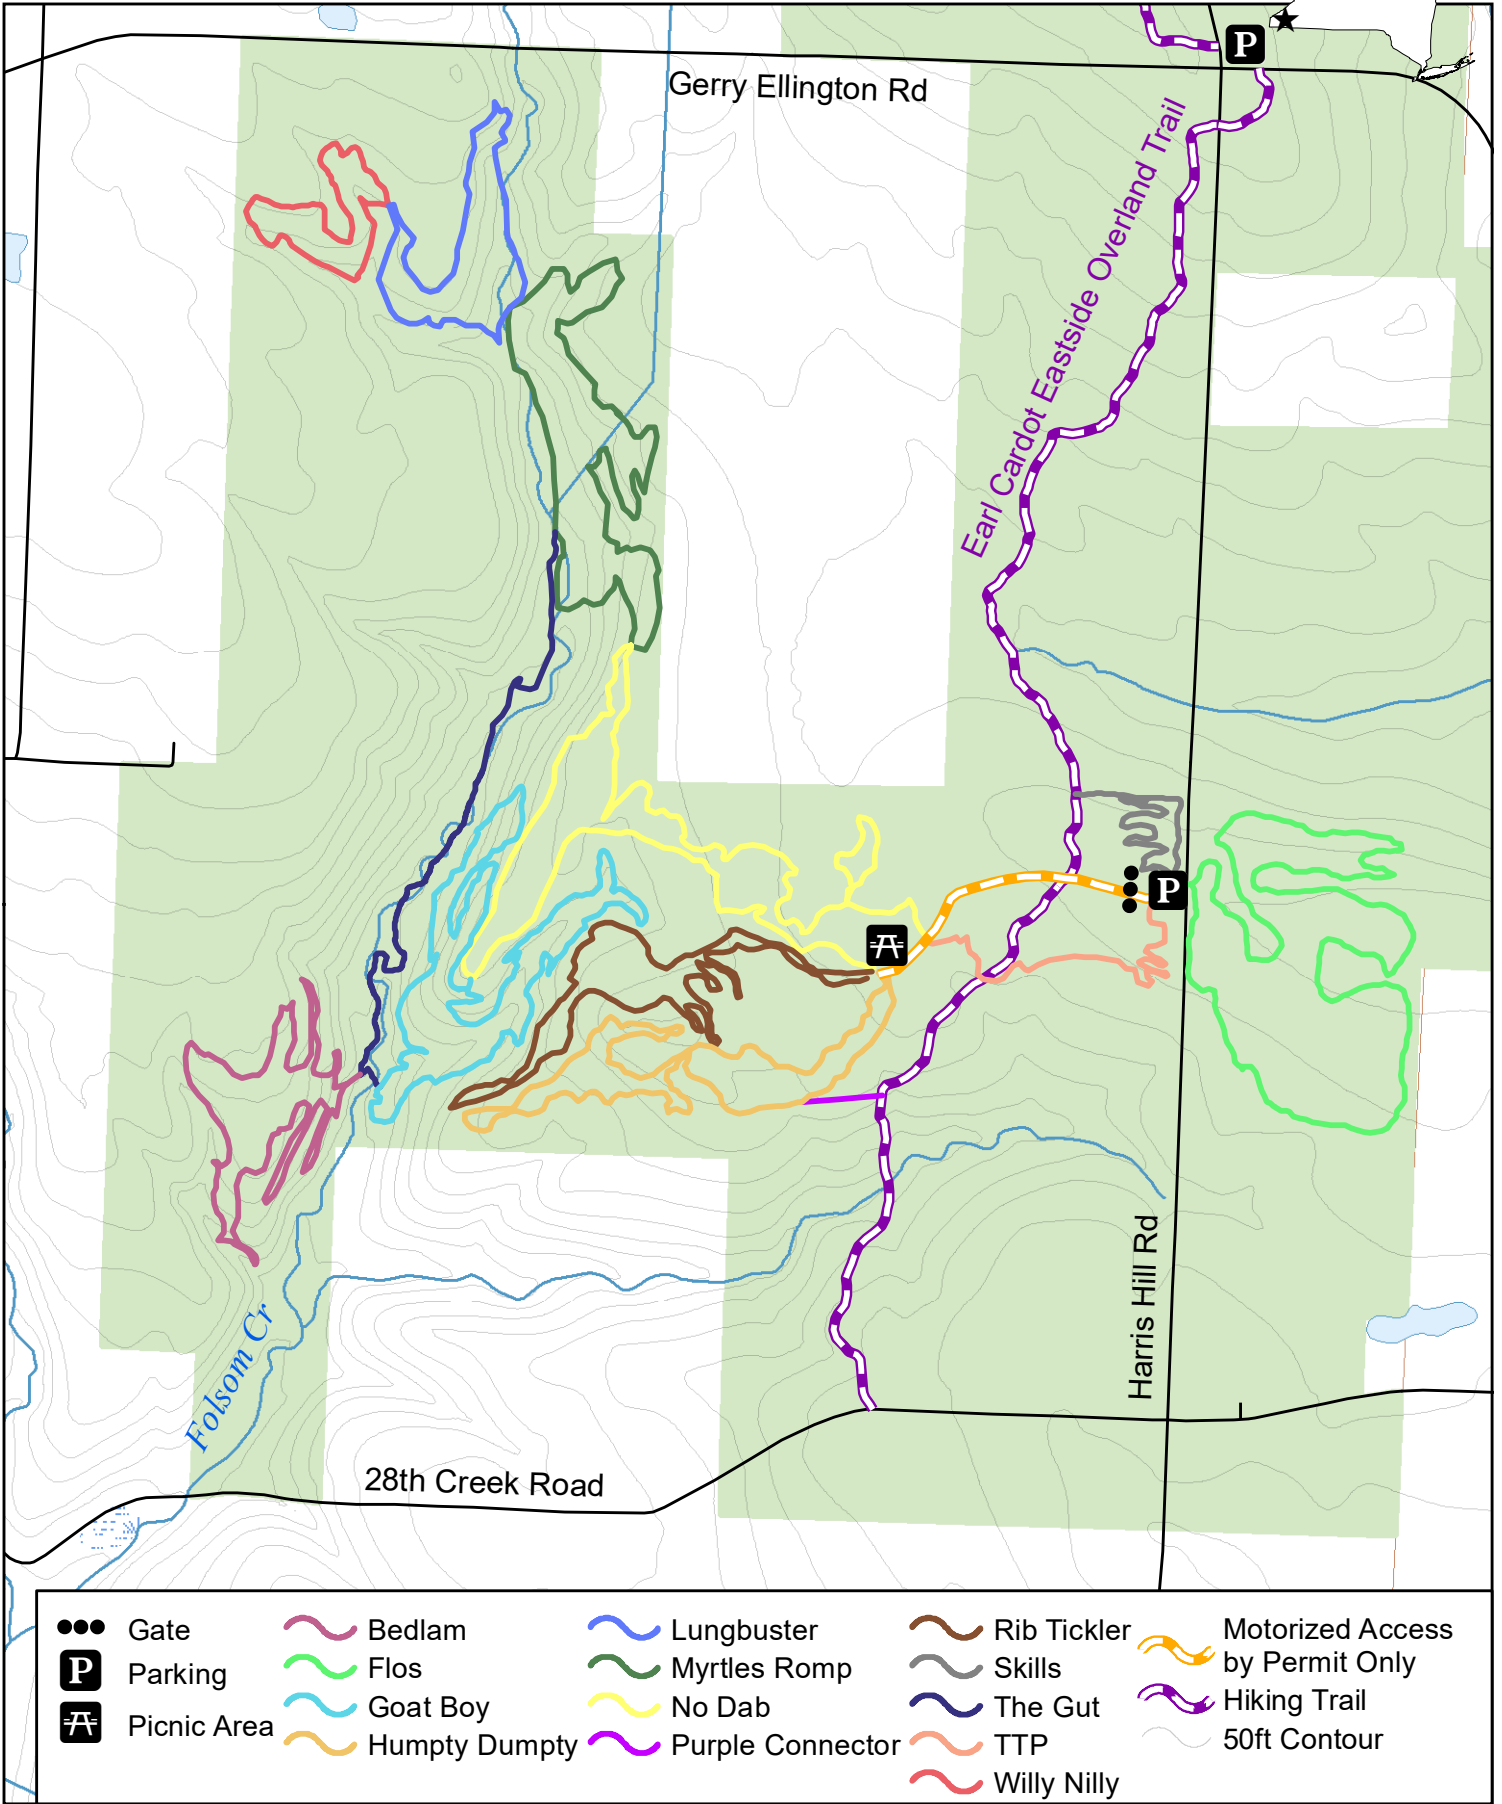 P
Gerry Ellington Rd
Earl Cardot Eastside Overland Trail
P
Harris Hill Rd
Folsom Cr
28th Creek Road
Gate
P Parking
Picnic Area
Bedlam
Flos
Goat Boy
Humpty Dumpty
Lungbuster
Myrtles Romp
No Dab
Purple Connector
Rib Tickler
Skills
The Gut
TTP
Willy Nilly
Motorized Access
by Permit Only
Hiking Trail
50ft Contour